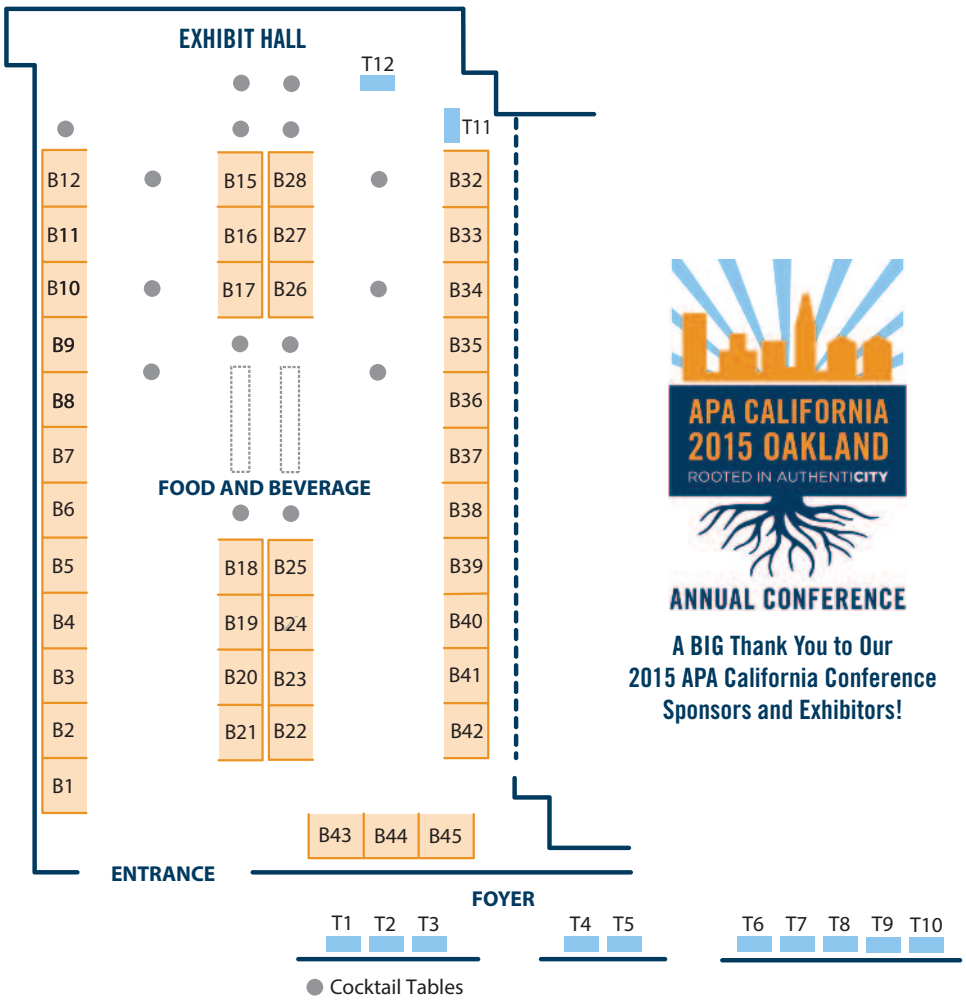 EXHIBIT HALL
T12
T11
B12 B15 B28 B32
B11 B16 B27 B33
B10 B17 B26 B34
B9 B35
B8 B36
B7 B37
FOOD AND BEVERAGE
B6 B38
B5 B18 B25 B39
B4 B19 B24 B40
B3 B20 B23 B41
B2 B21 B22 B42
B1
B43 B44 B45
ENTRANCE
FOYER
T1 T2 T3 T4 T5 T6 T7 T8 T9 T10
Cocktail Tables
APA CALIFORNIA
2015 OAKLAND
ROOTED IN AUTHENTICITY
ANNUAL CONFERENCE
A BIG Thank You to Our
2015 APA California Conference
Sponsors and Exhibitors!